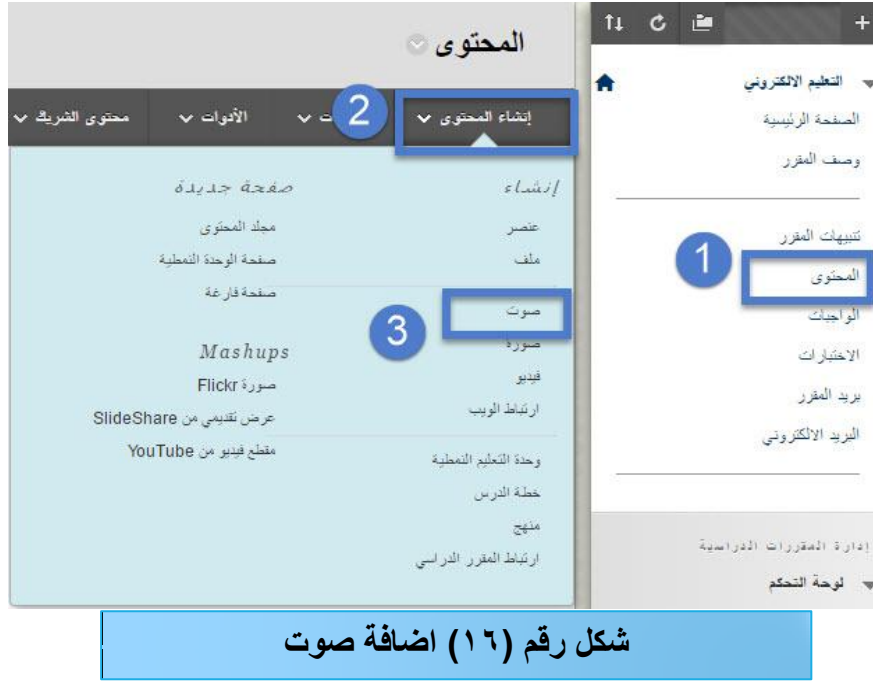 التعليم الالكتروني
الصفحة الرئيسية
وصف المقرر
تنبيهات المقرر
1
المحتوى
الواجبات
الاختبارات
بريد المقرر
البريد الالكتروني
إدارة المقررات الدراسية
لوحة التحكم
المحتوى
إنشاء المحتوى
2
الأدوات
محتوى الشريك
إنشاء
عنصر
ملف
صوت
3
صورة
فيديو
ارتباط الويب
وحدة التعليم النمطية
خطة الدرس
منهج
ارتباط المقرر الدراسي
صفحة جديدة
مجلد المحتوى
صفحة الوحدة النمطية
صفحة فارغة
Mashups
صورة Flickr
عرض تقديمي من SlideShare
مقطع فيديو من YouTube
شكل رقم (١٦) اضافة صوت